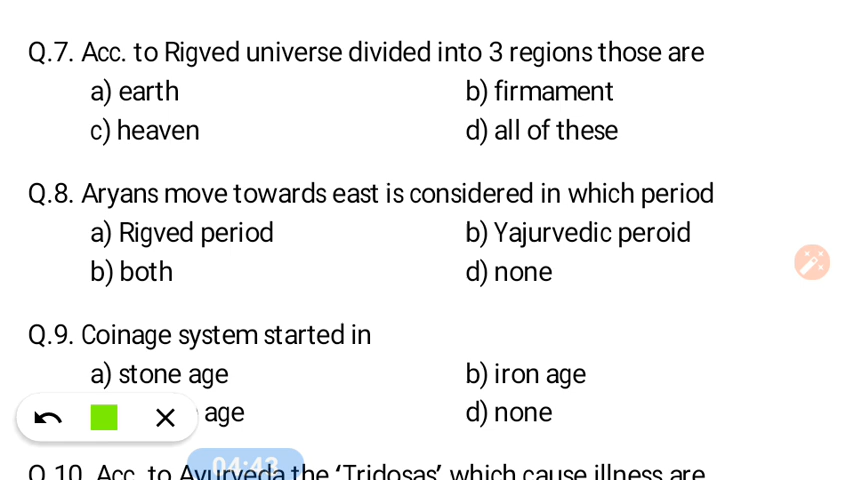 Q.7. Acc. to Rigved universe divided into 3 regions those are
a) earth b) firmament
c) heaven d) all of these
Q.8. Aryans move towards east is considered in which period
a) Rigved period b) Yajurvedic peroid
b) both d) none
Q.9. Coinage system started in
a) stone age b) iron age
age d) none
04:43
Q.10. Acc. to Ayurveda the ‘Tridosas’ which cause illness are